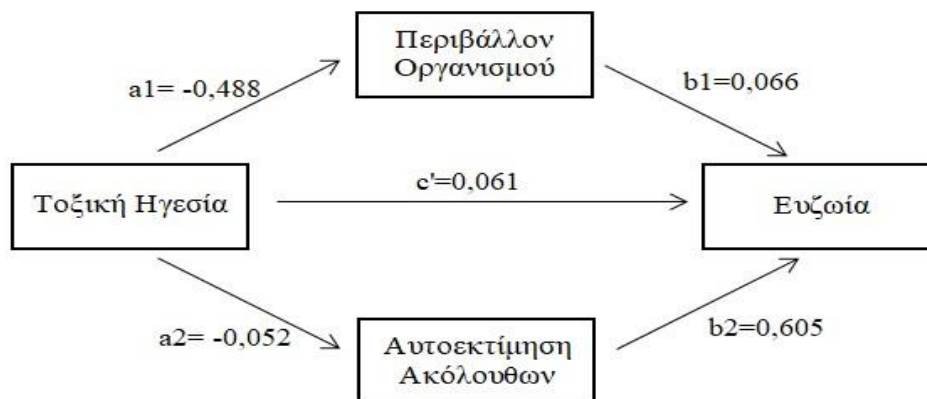 Περιβάλλον
Οργανισμού
a1= -0,488
b1=0,066
Τοξική Ηγεσία
c'=0,061
Ευζωία
a2= -0,052
b2=0,605
Αυτοεκτίμηση
Ακόλουθων